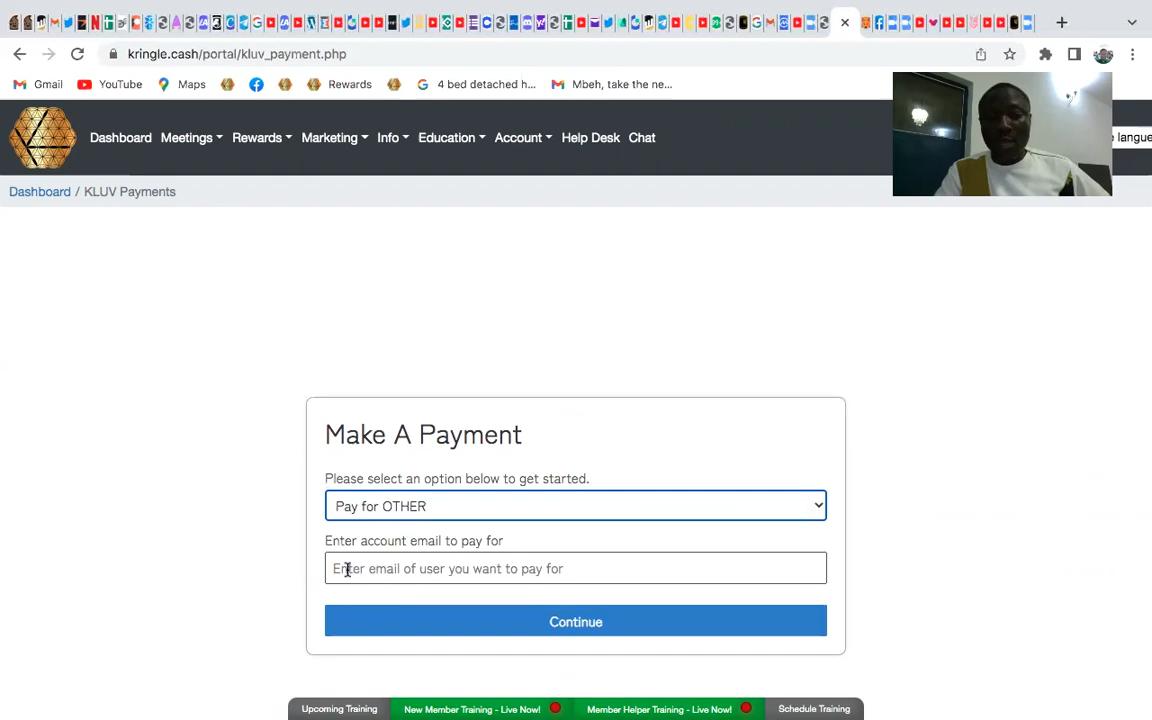 kringle.cash/portal/kluv_payment.php
Gmail YouTube Maps Rewards 4 bed detached h... Mbeh, take the ne...
Dashboard Meetings Rewards Marketing Info Education Account Help Desk Chat
e langue
Dashboard / KLUV Payments
Make A Payment
Please select an option below to get started.
Pay for OTHER
Enter account email to pay for
Enter email of user you want to pay for
Continue
Upcoming Training New Member Training - Live Now! Member Helper Training - Live Now! Schedule Training